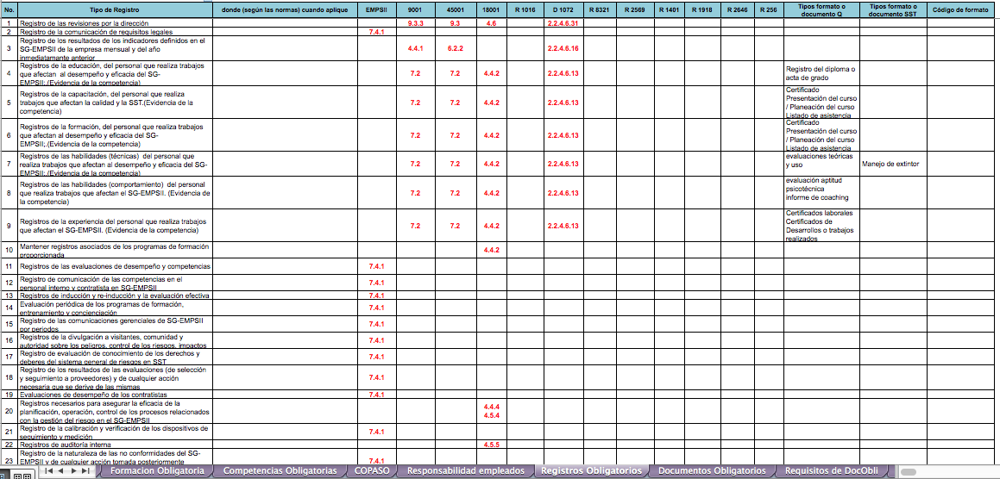 No. Tipo de Registro donde (según las normas) cuando aplique EMPSII 9001 45001 18001 R 1016 D 1072 R 8321 R 2569 R 1401 R 1918 R 2646 R 256 Tipos formato o documento Q Tipos formato o documento SST Código de formato
1 Registro de las revisiones por la dirección 9.3.3 9.3 4.6 2.2.4.6.31
2 Registro de la comunicación de requisitos legales 7.4.1
3 Registro de los resultados de los indicadores definidos en el
SG-EMPSII de la empresa mensual y del año
inmediatamente anterior
4.4.1 6.2.2 2.2.4.6.16
4 Registros de la educación, del personal que realiza trabajos
que afectan al desempeño y eficacia del SG-
EMPSII;.(Evidencia de la competencia)
7.2 7.2 4.4.2 2.2.4.6.13
Registro del diploma o
acta de grado
5 Registros de la capacitación, del personal que realiza
trabajos que afectan la calidad y la SST.(Evidencia de la
competencia)
7.2 7.2 4.4.2 2.2.4.6.13
Certificado
Presentación del curso
/ Planeación del curso
Listado de asistencia
6 Registros de la formación, del personal que realiza trabajos
que afectan al desempeño y eficacia del SG-
EMPSII;.(Evidencia de la competencia)
7.2 7.2 4.4.2 2.2.4.6.13
Certificado
Presentación del curso
/ Planeación del curso
Listado de asistencia
7 Registros de las habilidades (técnicas) del personal que
realiza trabajos que afectan al desempeño y eficacia del SG-
EMPSII;.(Evidencia de la competencia)
7.2 7.2 4.4.2 2.2.4.6.13
evaluaciones teóricas
y uso
Manejo de extintor
8 Registros de las habilidades (comportamiento) del personal
que realiza trabajos que afectan el SG-EMPSII. (Evidencia de
la competencia)
7.2 7.2 4.4.2 2.2.4.6.13
evaluación aptitud
psicotécnica
informe de coaching
9 Registros de la experiencia del personal que realiza trabajos
que afectan el SG-EMPSII. (Evidencia de la competencia)
7.2 7.2 4.4.2 2.2.4.6.13
Certificados laborales
Certificados de
Desarrollos o trabajos
realizados
10 Mantener registros asociados de los programas de formación
proporcionada
4.4.2
11 Registros de las evaluaciones de desempeño y competencias 7.4.1
12 Registro de comunicación de las competencias en el
personal interno y contratista en SG-EMPSII
7.4.1
13 Registros de inducción y re-inducción y la evaluación efectiva
14 Evaluación periódica de los programas de formación,
entrenamiento y concienciación
7.4.1
15 Registro de las comunicaciones gerenciales de SG-EMPSII
por periodos
7.4.1
16 Registro de la divulgación a visitantes, comunidad y
autoridad sobre los peligros, control de los riesgos, impactos
7.4.1
17 Registro de evaluación de conocimiento de los derechos y
deberes del sistema general de riesgos en SST
7.4.1
18 Registro de los resultados de las evaluaciones (de selección
y seguimiento a proveedores) y de cualquier acción
necesaria que se derive de las mismas
7.4.1
19 Evaluaciones de desempeño de los contratistas 7.4.1
20 Registros necesarios para asegurar la eficacia de la
planificación, operación, control de los procesos relacionados
con la gestión del riesgo en el SG-EMPSII
4.4.4
4.5.4
21 Registro de la calibración y verificación de los dispositivos de
seguimiento y medición
7.4.1
22 Registros de auditoría interna 4.5.5
23 Registro de la naturaleza de las no conformidades del SG-
EMPSII y de cualquier acción tomada posteriormente
7.4.1
Formacion Obligatoria Competencias Obligatorias COPASO Responsabilidad empleados Registros Obligatorios Documentos Obligatorios Requisitos de DocObli